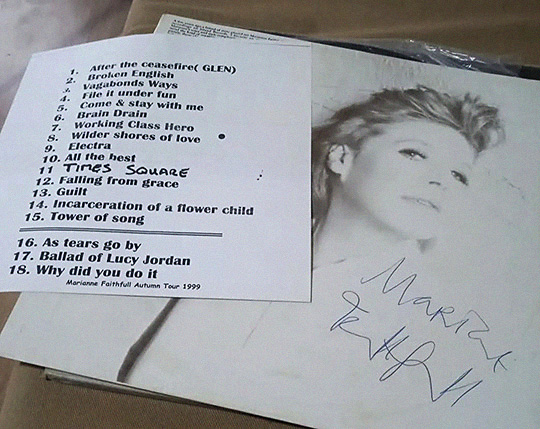 1. After the ceasefire( GLEN)
2. Broken English
3. Vagabonds Ways
4. File it under fun
5. Come & stay with me
6. Brain Drain
7. Working Class Hero
8. Wilder shores of love
9. Electra
10. All the best
11 TIMES SQUARE
12. Falling from grace
13. Guilt
14. Incarceration of a flower child
15. Tower of song
16. As tears go by
17. Ballad of Lucy Jordan
18. Why did you do it
Marianne Faithfull Autumn Tour 1999